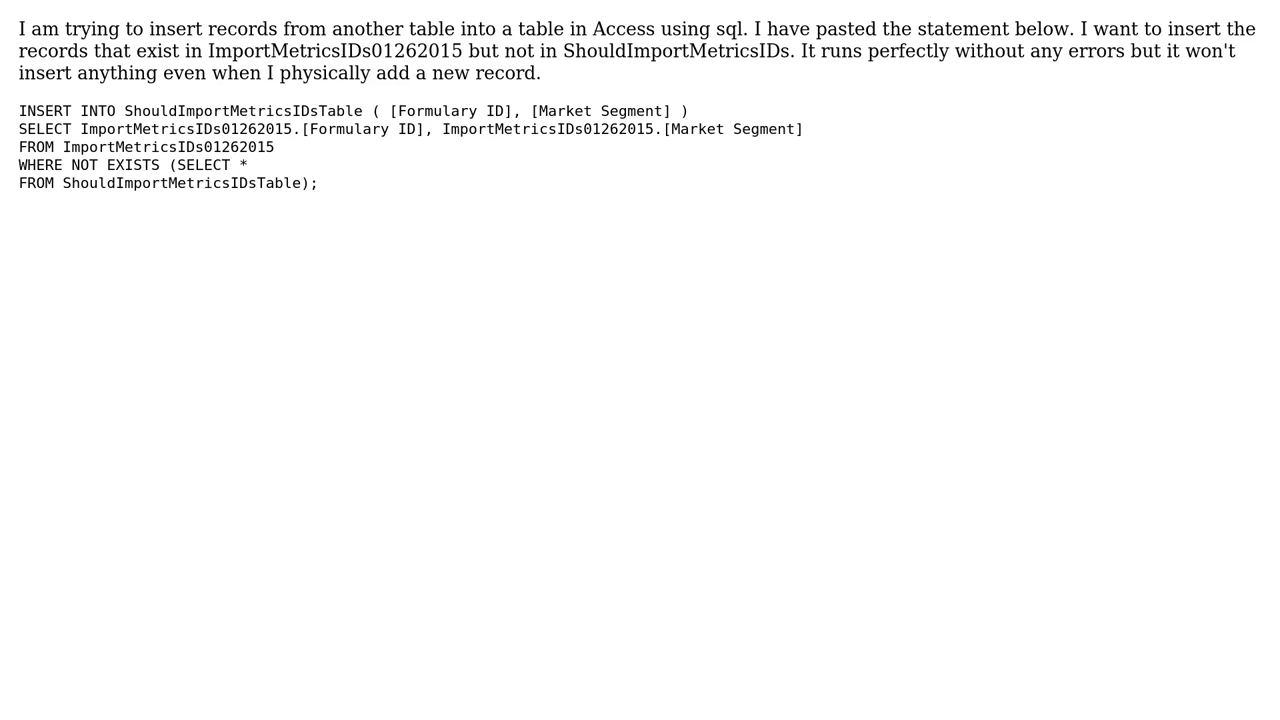 I am trying to insert records from another table into a table in Access using sql. I have pasted the statement below. I want to insert the
records that exist in ImportMetricsIDs01262015 but not in ShouldImportMetricsIDs. It runs perfectly without any errors but it won't
insert anything even when I physically add a new record.
INSERT INTO ShouldImportMetricsIDsTable ( [Formulary ID], [Market Segment] )
SELECT ImportMetricsIDs01262015.[Formulary ID], ImportMetricsIDs01262015.[Market Segment]
FROM ImportMetricsIDs01262015
WHERE NOT EXISTS (SELECT *
FROM ShouldImportMetricsIDsTable);